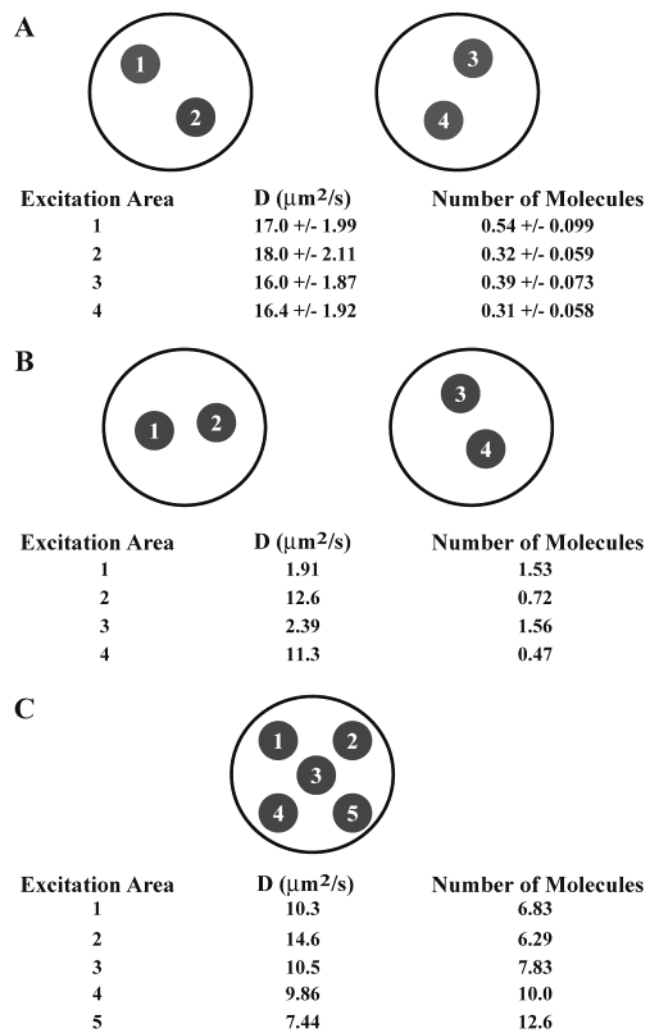 A
1
2
3
4
Excitation Area D (μm²/s) Number of Molecules
1 17.0 +/- 1.99 0.54 +/- 0.099
2 18.0 +/- 2.11 0.32 +/- 0.059
3 16.0 +/- 1.87 0.39 +/- 0.073
4 16.4 +/- 1.92 0.31 +/- 0.058
B
1
2
3
4
Excitation Area D (μm²/s) Number of Molecules
1 1.91 1.53
2 12.6 0.72
3 2.39 1.56
4 11.3 0.47
C
1
2
3
4
5
Excitation Area D (μm²/s) Number of Molecules
1 10.3 6.83
2 14.6 6.29
3 10.5 7.83
4 9.86 10.0
5 7.44 12.6